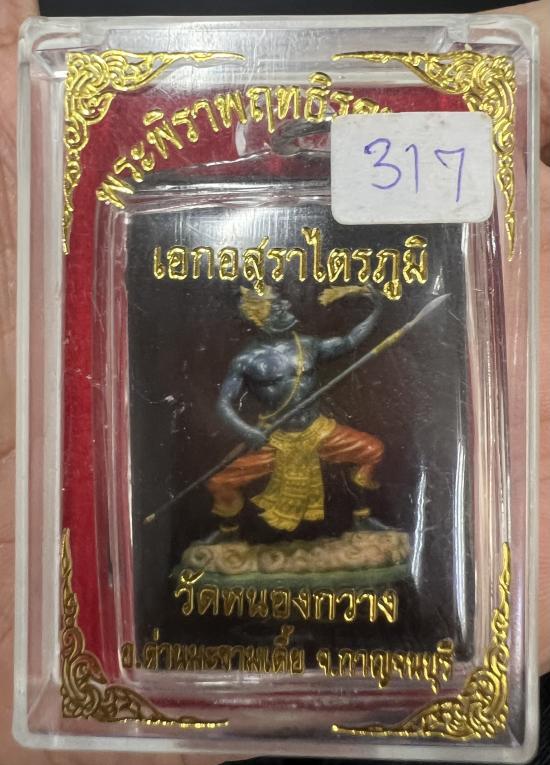 พระพิราพฤทธิรณ
317
เอกอสุราไตรภูมิ
วัดหนองกวาง
อ.ด่านมะขามเตี้ย จ.กาญจนบุรี